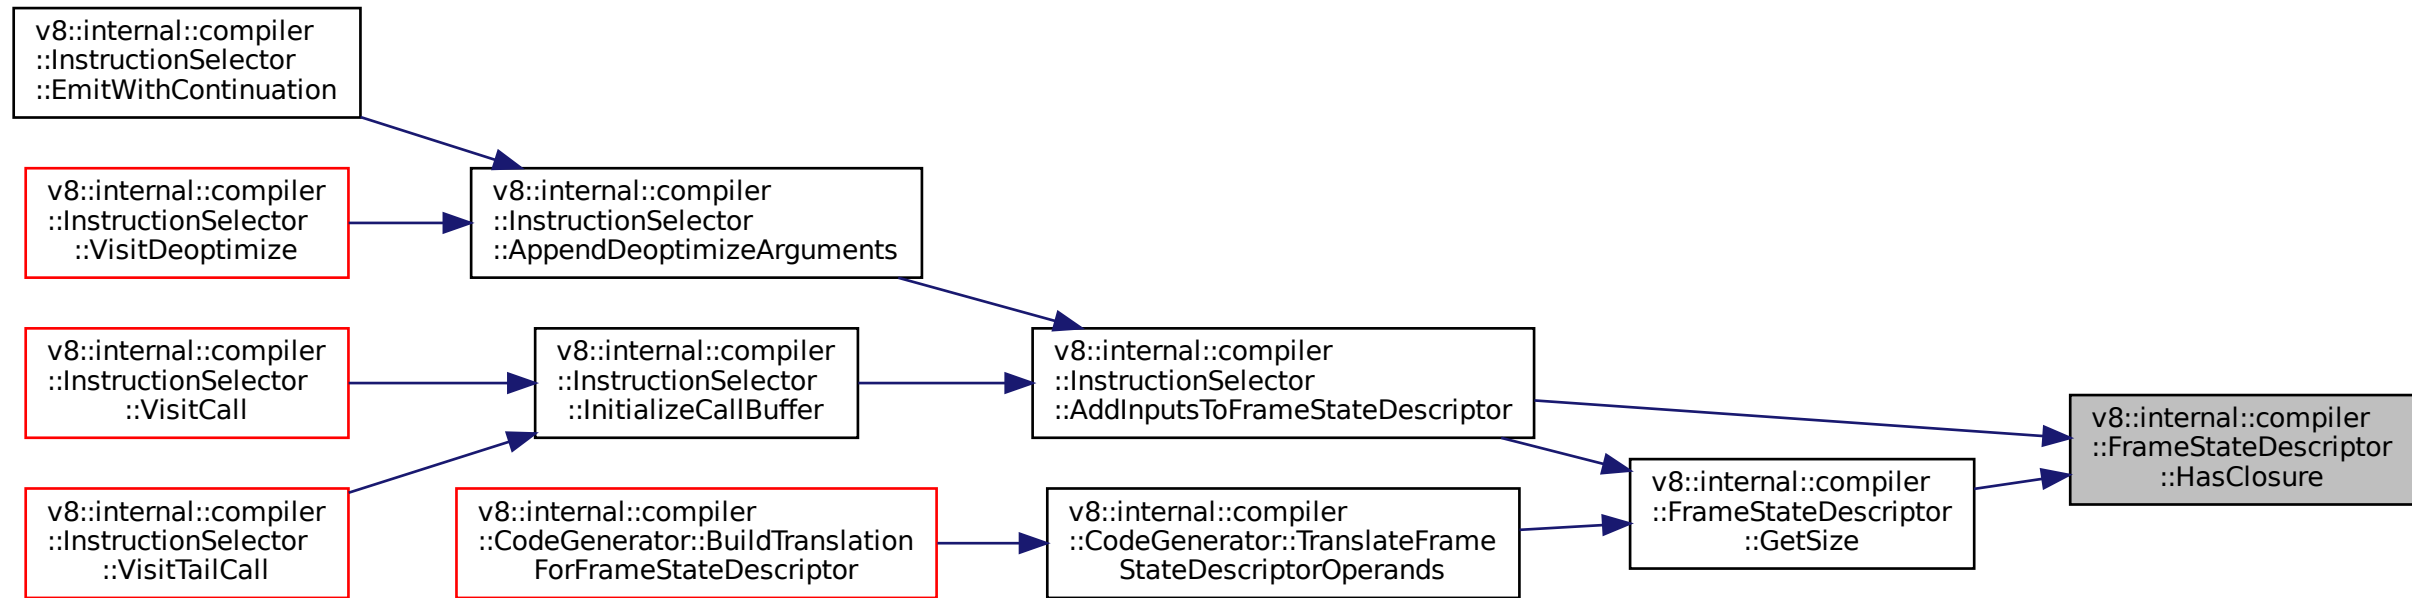 v8::internal::compiler
::InstructionSelector
::EmitWithContinuation
v8::internal::compiler
::InstructionSelector
::VisitDeoptimize
v8::internal::compiler
::InstructionSelector
::AppendDeoptimizeArguments
v8::internal::compiler
::InstructionSelector
::VisitCall
v8::internal::compiler
::InstructionSelector
::InitializeCallBuffer
v8::internal::compiler
::InstructionSelector
::AddInputsToFrameStateDescriptor
v8::internal::compiler
::FrameStateDescriptor
::HasClosure
v8::internal::compiler
::FrameStateDescriptor
::GetSize
v8::internal::compiler
::InstructionSelector
::VisitTailCall
v8::internal::compiler
::CodeGenerator::BuildTranslation
ForFrameStateDescriptor
v8::internal::compiler
::CodeGenerator::TranslateFrame
StateDescriptorOperands